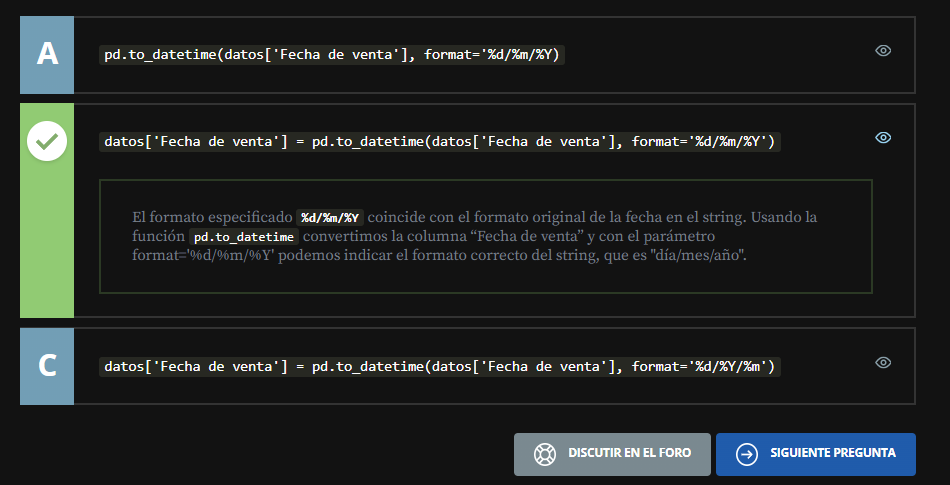 A
pd.to_datetime(datos['Fecha de venta'], format='%d/%m/%Y)
datos['Fecha de venta'] = pd.to_datetime(datos['Fecha de venta'], format='%d/%m/%Y')
El formato especificado %d/%m/%Y coincide con el formato original de la fecha en el string. Usando la
función pd.to_datetime convertimos la columna “Fecha de venta” y con el parámetro
format='%d/%m/%Y' podemos indicar el formato correcto del string, que es "día/mes/año".
C
datos['Fecha de venta'] = pd.to_datetime(datos['Fecha de venta'], format='%d/%Y/%m')
DISCUTIR EN EL FORO
SIGUIENTE PREGUNTA